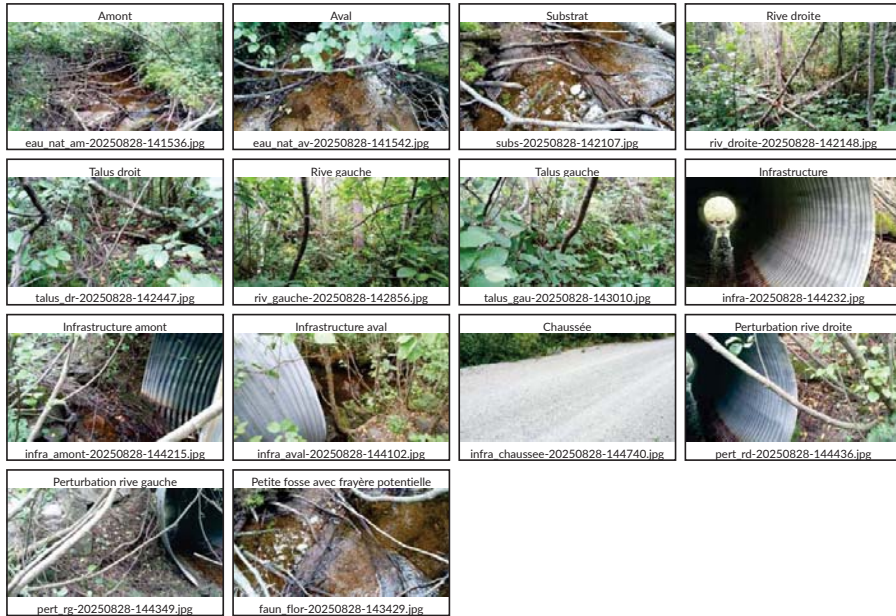 Amont
Aval
Substrat
Rive droite
eau_nat_am-20250828-141536.jpg
eau_nat_av-20250828-141542.jpg
subs-20250828-142107.jpg
riv_droite-20250828-142148.jpg
Talus droit
Rive gauche
Talus gauche
Infrastructure
talus_dr-20250828-142447.jpg
riv_gauche-20250828-142856.jpg
talus_gau-20250828-143010.jpg
infra-20250828-144232.jpg
Infrastructure amont
Infrastructure aval
Chaussée
Perturbation rive droite
infra_amont-20250828-144215.jpg
infra_aval-20250828-144102.jpg
infra_chaussee-20250828-144740.jpg
pert_rd-20250828-144436.jpg
Perturbation rive gauche
Petite fosse avec frayère potentielle
pert_rg-20250828-144349.jpg
faun_flor-20250828-143429.jpg